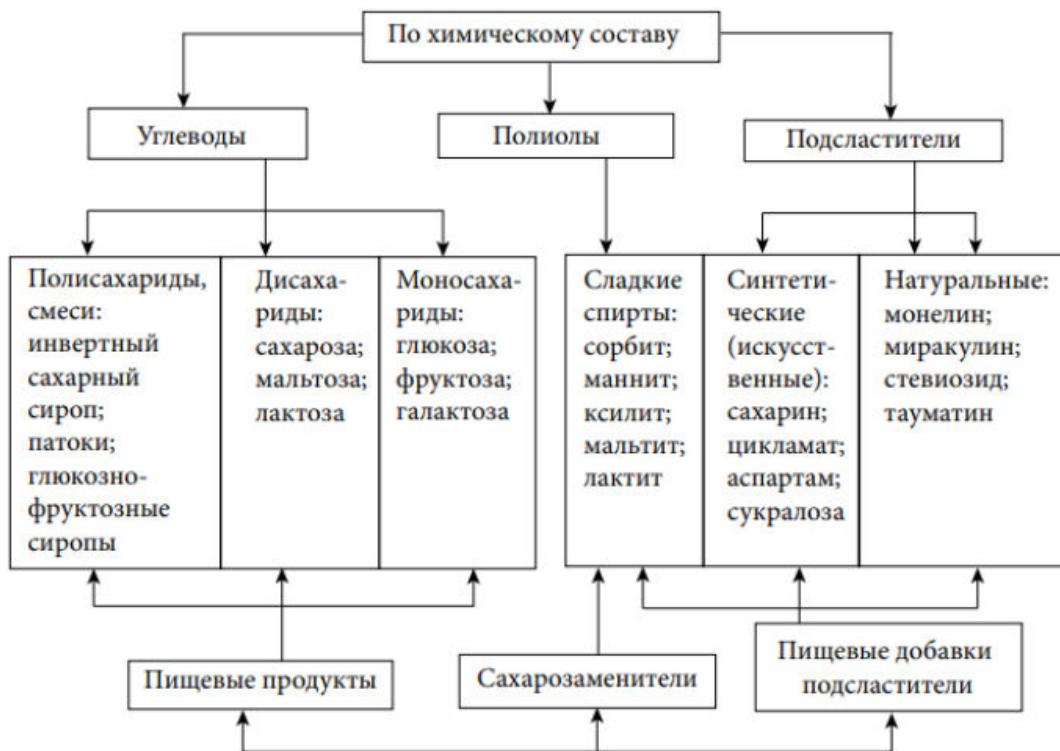 По химическому составу
Углеводы
Полиолы
Подсластители
Полисахариды,
смеси:
инвертный
сахарный
сироп;
патоки;
глюкозно-
фруктозные
сиропы
Дисаха-
риды:
сахароза;
мальтоза;
лактоза
Моносаха-
риды:
глюкоза;
фруктоза;
галактоза
Сладкие
спирты:
сорбит;
маннит;
ксилит;
мальтит;
лактит
Синтети-
ческие
(искусст-
венные):
сахарин;
цикламат;
аспартам;
сукралоза
Натуральные:
монелин;
миракулин;
стевиозид;
тауматин
Пищевые продукты
Сахарозаменители
Пищевые добавки
подсластители